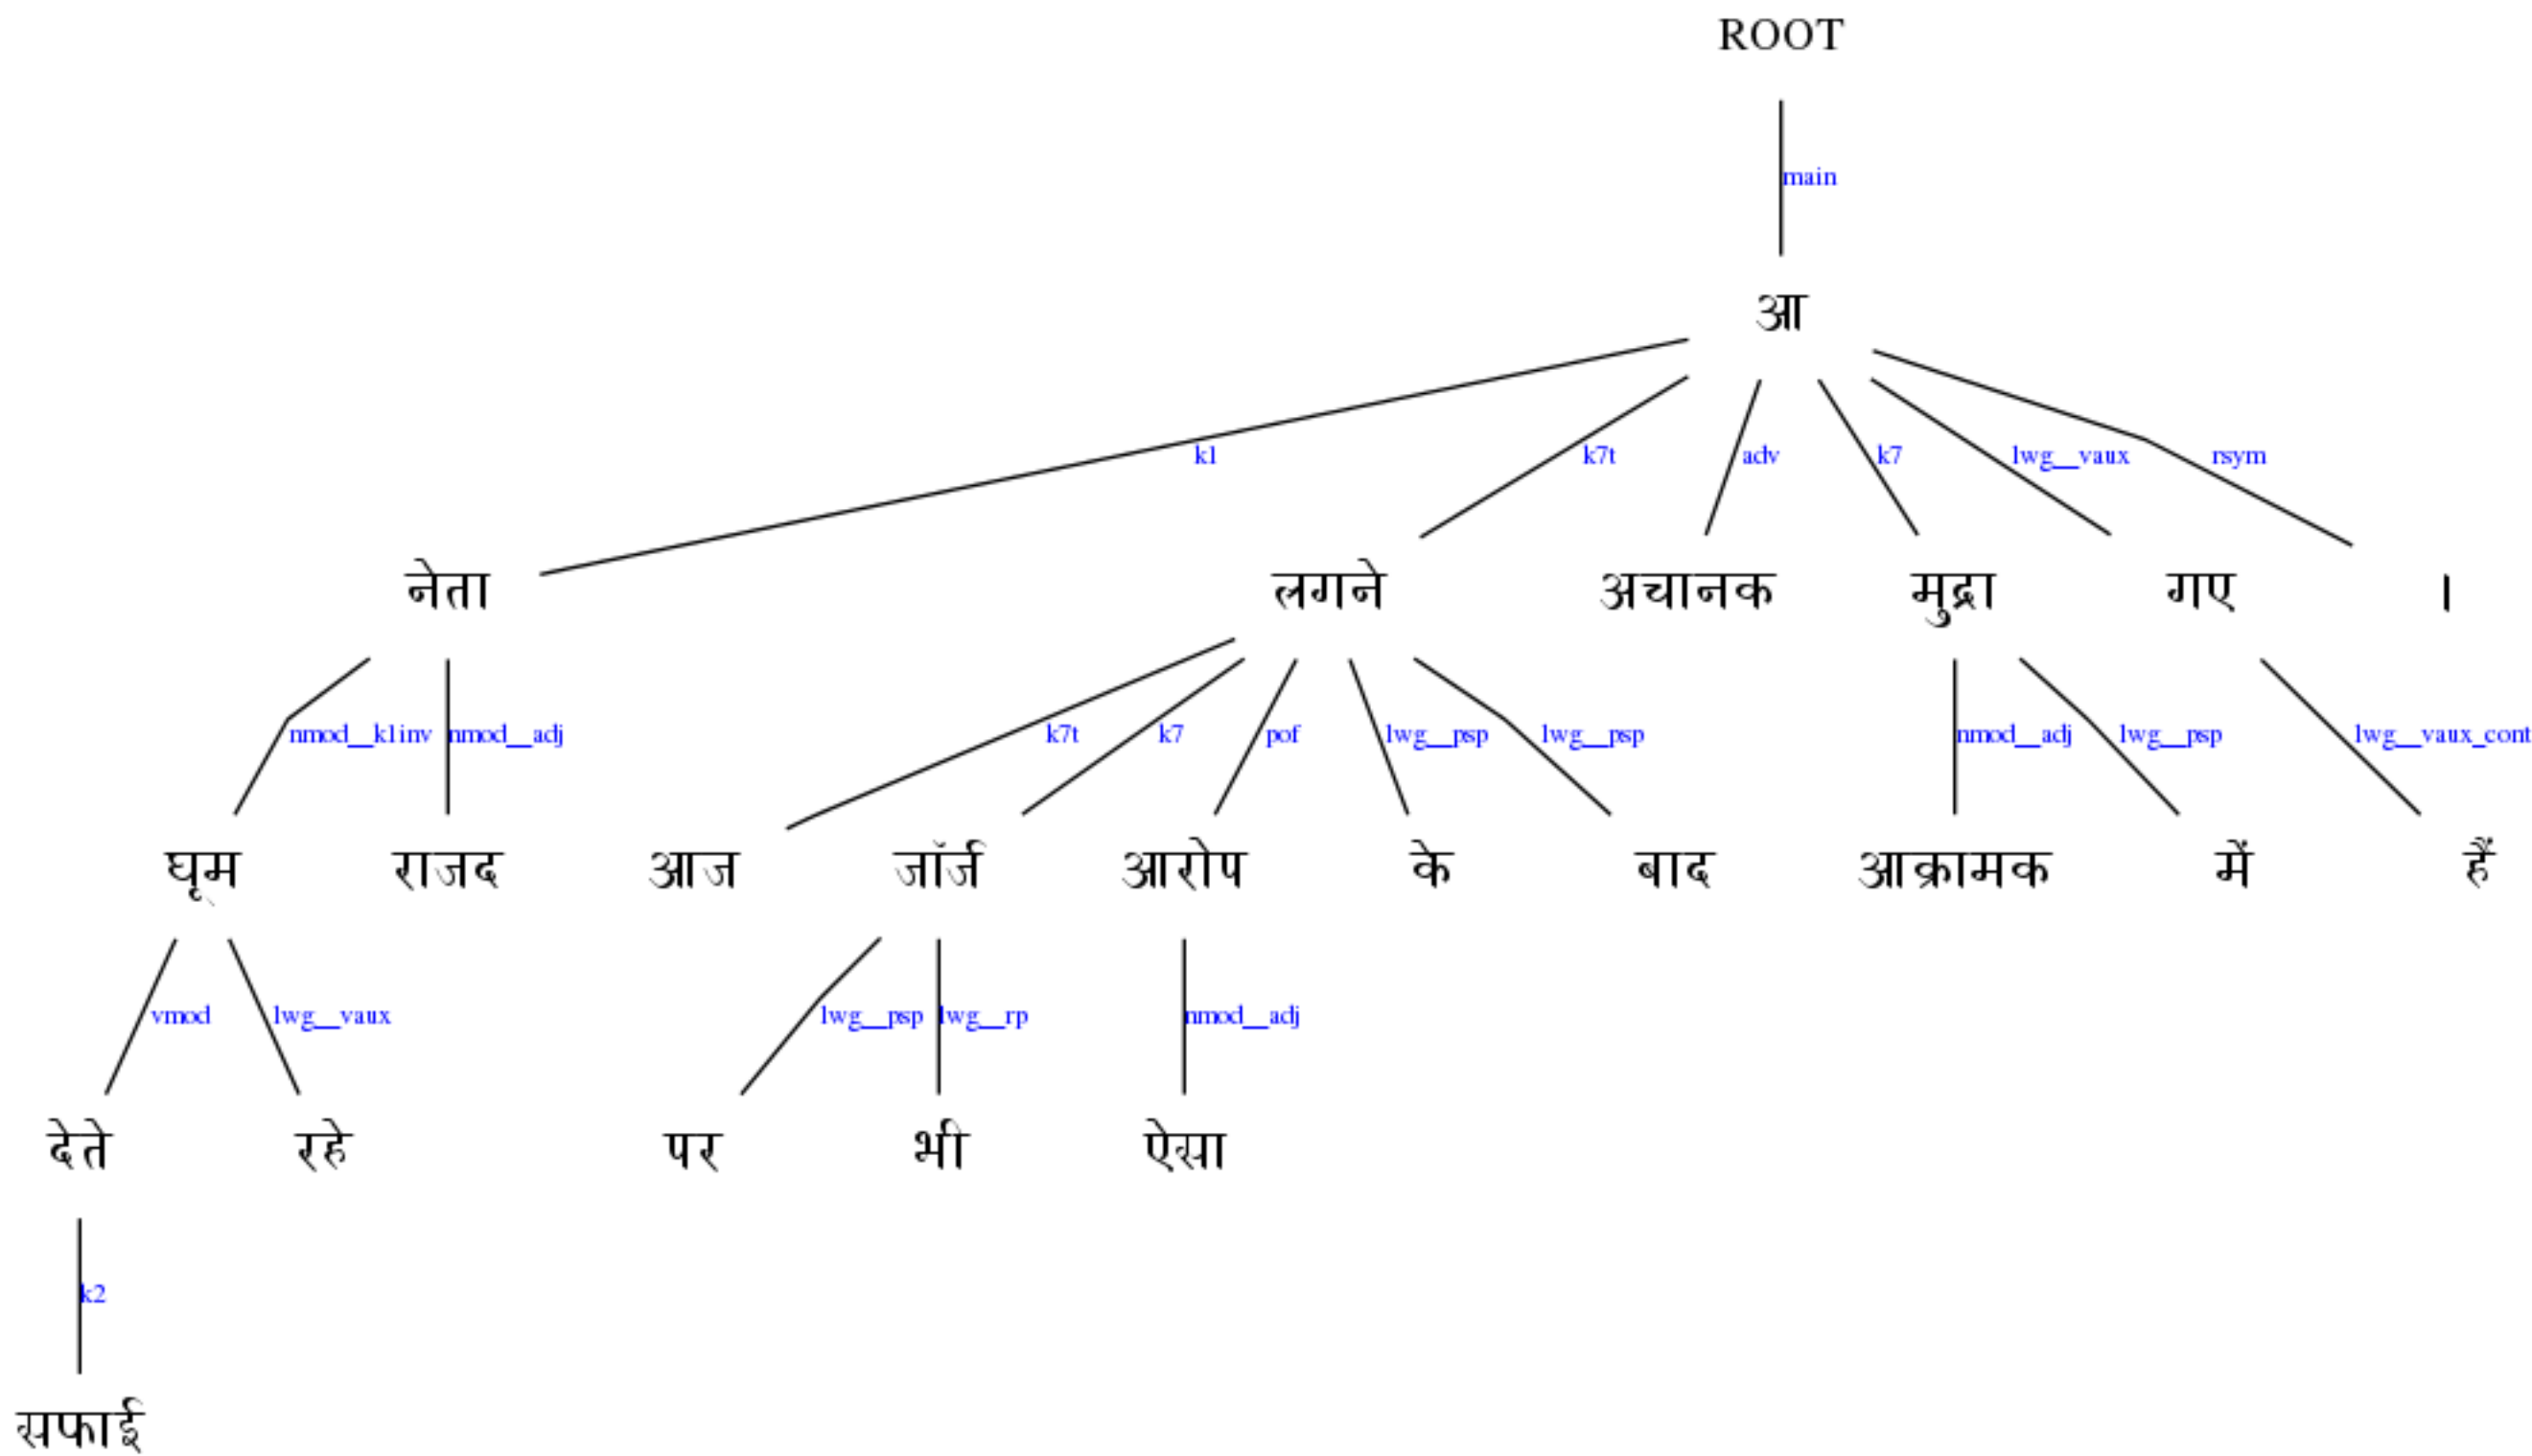 ROOT
main
आ
k1 k7t adv k7 lwg__vaux rsym
नेता लगने अचानक मुद्रा गए ।
nmod__k1inv nmod__adj k7t k7 pof lwg__psp lwg__psp nmod__adj lwg__psp lwg__vaux_cont
घूम राजद आज जॉर्ज आरोप के बाद आक्रामक में हैं
vmod lwg__vaux lwg__psp lwg__rp nmod__adj
देते रहे पर भी ऐसा
k2
सफाई